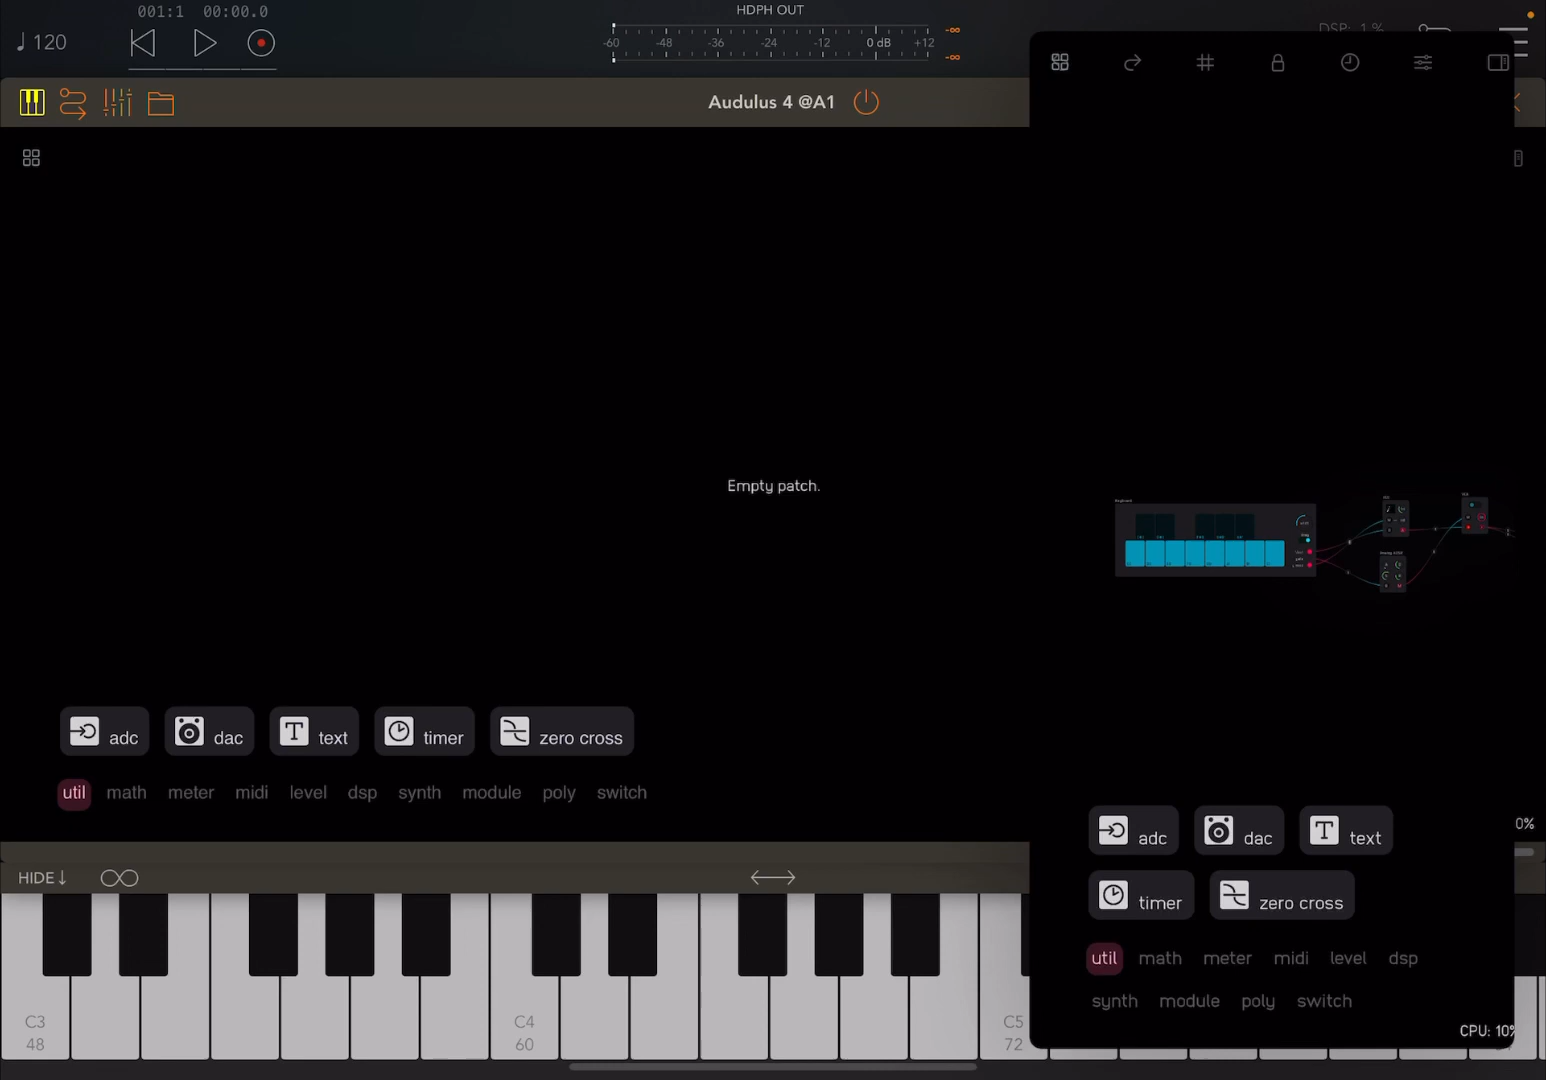 001:1 00:00.0
HDPH OUT
120
-60 -48 -36 -24 -12 0 dB +12
-∞
-∞
DSP: 1 %
Audulus 4 @A1
Empty patch.
Keyboard
adc dac text timer zero cross
util math meter midi level dsp synth module poly switch
0%
adc dac text
timer zero cross
util math meter midi level dsp
synth module poly switch
CPU: 10%
HIDE↓
C3 C4 C5
48 60 72